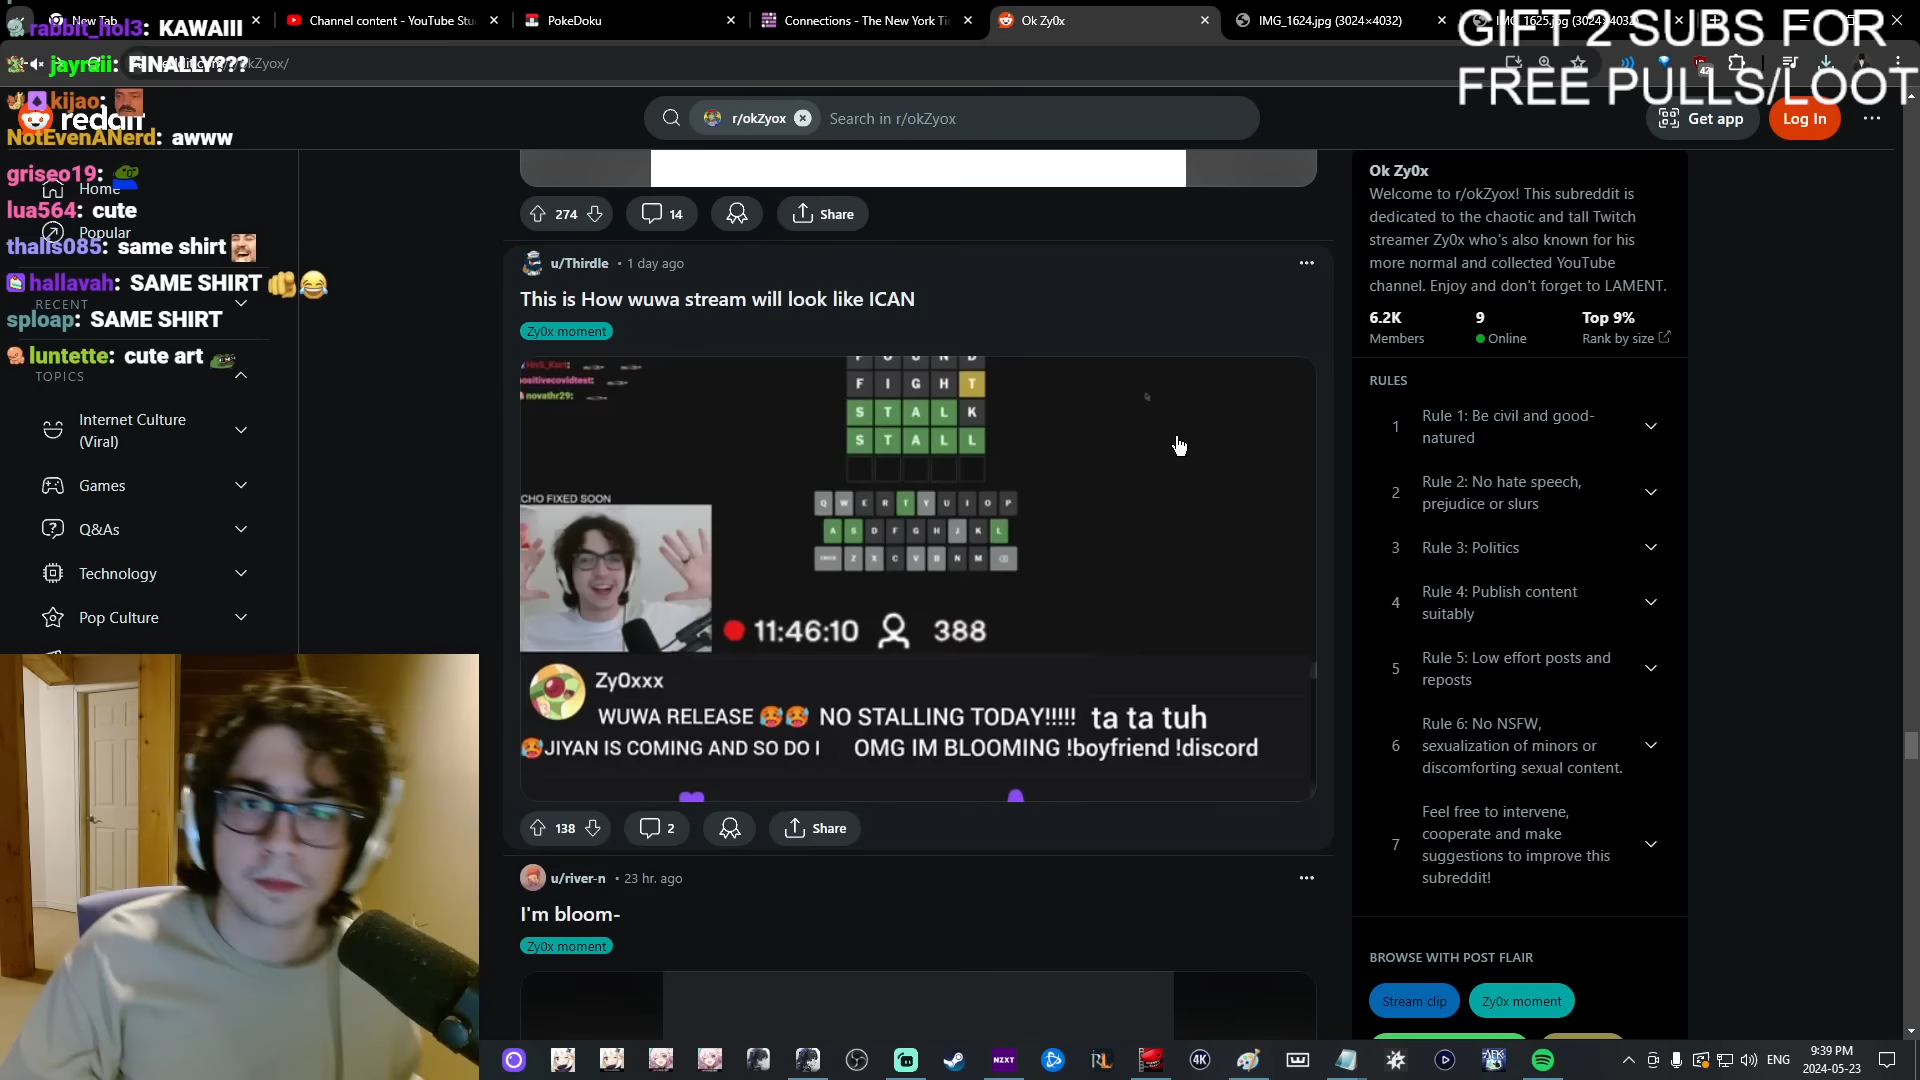 New Tab
Channel content - YouTube Stu
PokeDoku
Connections - The New York Ti
Ok Zy0x
IMG_1624.jpg (3024×4032)
GIFT 2 SUBS FOR
FREE PULLS/LOOT
rabbit_hol3: KAWAIII
jayraii: FINALLY???
kijao:
NotEvenANerd: awww
griseo19:
lua564: cute
thalis085: same shirt
hallavah: SAME SHIRT
sploap: SAME SHIRT
luntette: cute art
reddit
r/okZyox
Search in r/okZyox
Get app
Log In
Home
Popular
RECENT
TOPICS
Internet Culture
(Viral)
Games
Q&As
Technology
Pop Culture
274
14
Share
u/Thirdle • 1 day ago
This is How wuwa stream will look like ICAN
Zy0x moment
positivecovidtest:
novathr29:
F I G H T
S T A L K
S T A L L
CHO FIXED SOON
Q W E R T Y U I O P
A S D F G H J K L
Z X C V B N M
11:46:10
388
Zy0xxx
WUWA RELEASE NO STALLING TODAY!!!!! ta ta tuh
JIYAN IS COMING AND SO DO I OMG IM BLOOMING !boyfriend !discord
138
2
Share
u/river-n • 23 hr. ago
I'm bloom-
Zy0x moment
Ok Zy0x
Welcome to r/okZyox! This subreddit is
dedicated to the chaotic and tall Twitch
streamer Zy0x who's also known for his
more normal and collected YouTube
channel. Enjoy and don't forget to LAMENT.
6.2K
Members
9
Online
Top 9%
Rank by size
RULES
1
Rule 1: Be civil and good-
natured
2
Rule 2: No hate speech,
prejudice or slurs
3
Rule 3: Politics
4
Rule 4: Publish content
suitably
5
Rule 5: Low effort posts and
reposts
6
Rule 6: No NSFW,
sexualization of minors or
discomforting sexual content.
7
Feel free to intervene,
cooperate and make
suggestions to improve this
subreddit!
BROWSE WITH POST FLAIR
Stream clip
Zy0x moment
NZXT
4K
ENG
9:39 PM
2024-05-23